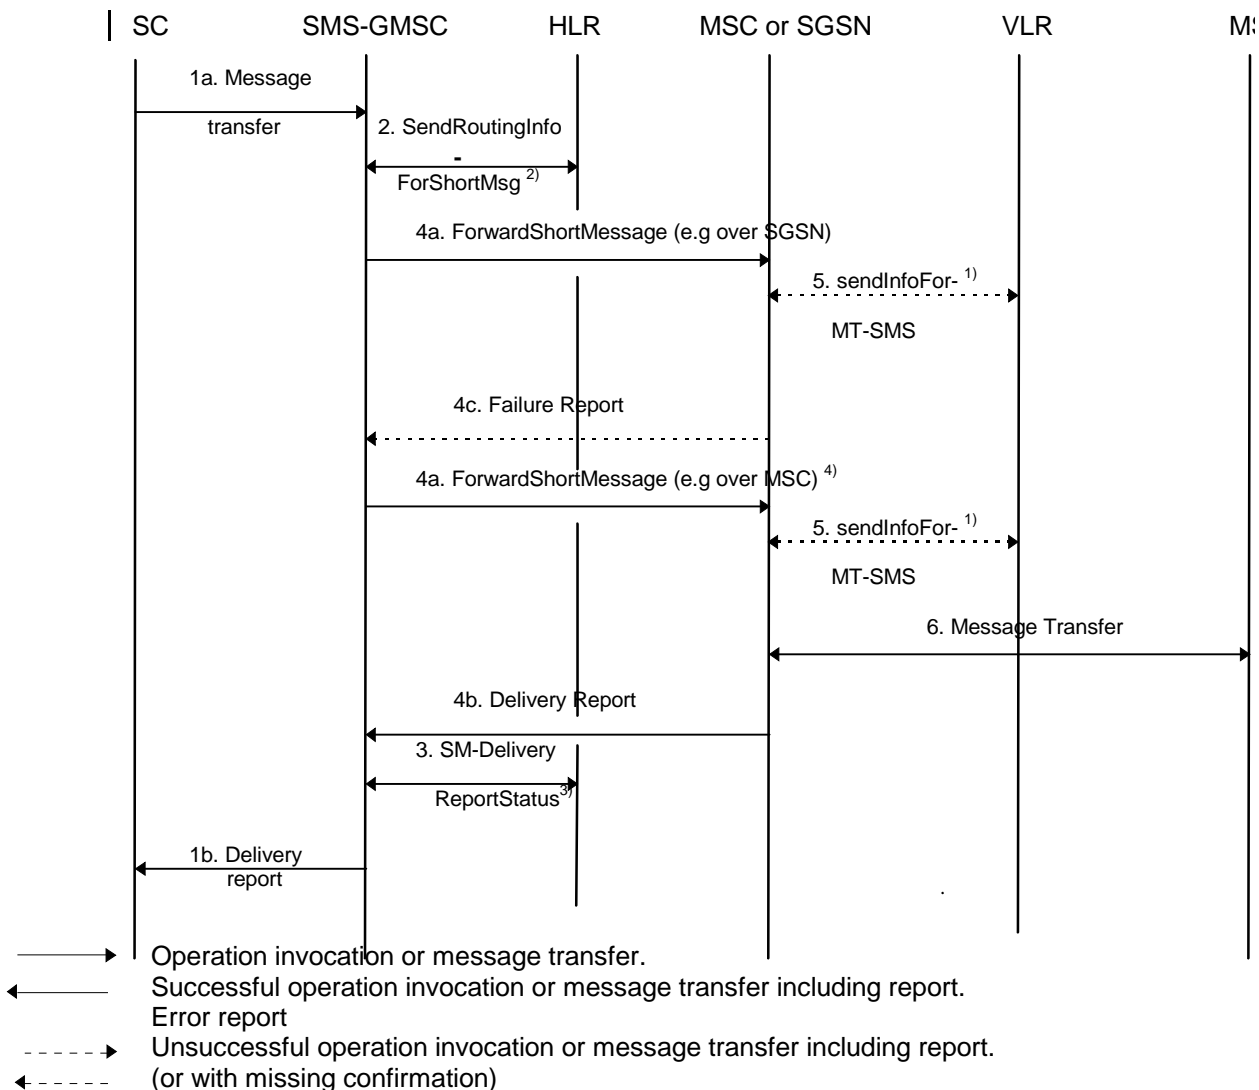 SC SMS-GMSC HLR MSC or SGSN VLR MS
1a. Message
transfer
2. SendRoutingInfo
-
ForShortMsg 2)
4a. ForwardShortMessage (e.g over SGSN)
5. sendInfoFor- 1)
MT-SMS
4c. Failure Report
4a. ForwardShortMessage (e.g over MSC) 4)
5. sendInfoFor- 1)
MT-SMS
6. Message Transfer
4b. Delivery Report
3. SM-Delivery
ReportStatus3)
1b. Delivery
report
.
Operation invocation or message transfer.
Successful operation invocation or message transfer including report.
Error report
Unsuccessful operation invocation or message transfer including report.
(or with missing confirmation)